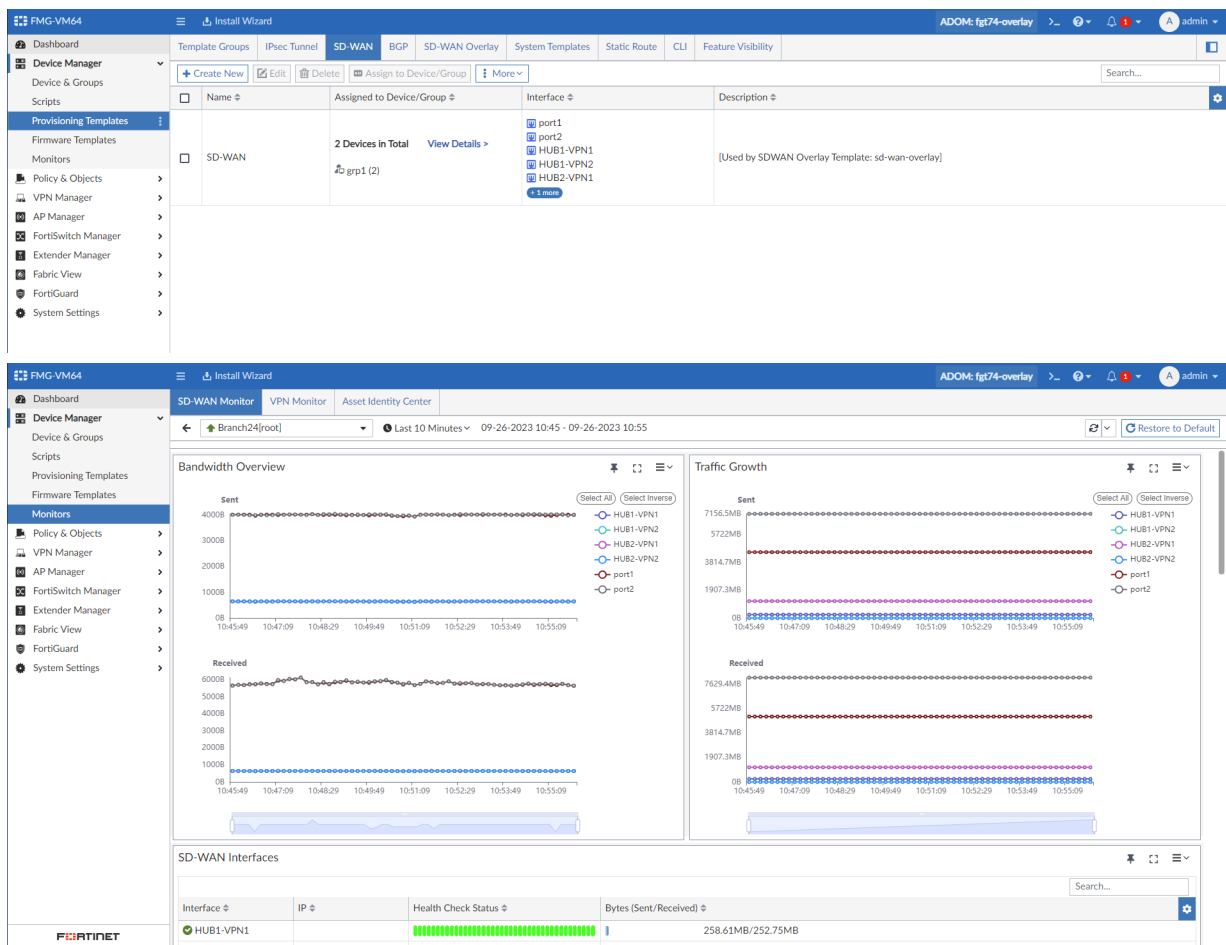 FMG-VM64
Install Wizard
ADOM: fgt74-overlay
>_
1
A
admin
Dashboard
Device Manager
Device & Groups
Scripts
Provisioning Templates
Firmware Templates
Monitors
Policy & Objects
VPN Manager
AP Manager
FortiSwitch Manager
Extender Manager
Fabric View
FortiGuard
System Settings
Template Groups
IPsec Tunnel
SD-WAN
BGP
SD-WAN Overlay
System Templates
Static Route
CLI
Feature Visibility
+ Create New
Edit
Delete
Assign to Device/Group
More
Search...
Name
Assigned to Device/Group
Interface
Description
SD-WAN
2 Devices in Total
View Details >
grp1 (2)
port1
port2
HUB1-VPN1
HUB1-VPN2
HUB2-VPN1
+ 1 more
[Used by SDWAN Overlay Template: sd-wan-overlay]
FMG-VM64
Install Wizard
ADOM: fgt74-overlay
>_
1
A
admin
Dashboard
Device Manager
Device & Groups
Scripts
Provisioning Templates
Firmware Templates
Monitors
Policy & Objects
VPN Manager
AP Manager
FortiSwitch Manager
Extender Manager
Fabric View
FortiGuard
System Settings
FORTINET
SD-WAN Monitor
VPN Monitor
Asset Identity Center
Branch24[root]
Last 10 Minutes
09-26-2023 10:45 - 09-26-2023 10:55
Restore to Default
Bandwidth Overview
Sent
Select All
Select Inverse
4000B
3000B
2000B
1000B
0B
10:45:49 10:47:09 10:48:29 10:49:49 10:51:09 10:52:29 10:53:49 10:55:09
HUB1-VPN1
HUB1-VPN2
HUB2-VPN1
HUB2-VPN2
port1
port2
Received
6000B
5000B
4000B
3000B
2000B
1000B
0B
10:45:49 10:47:09 10:48:29 10:49:49 10:51:09 10:52:29 10:53:49 10:55:09
Traffic Growth
Sent
Select All
Select Inverse
7156.5MB
5722MB
3814.7MB
1907.3MB
0B
10:45:49 10:47:09 10:48:29 10:49:49 10:51:09 10:52:29 10:53:49 10:55:09
HUB1-VPN1
HUB1-VPN2
HUB2-VPN1
HUB2-VPN2
port1
port2
Received
7629.4MB
5722MB
3814.7MB
1907.3MB
0B
10:45:49 10:47:09 10:48:29 10:49:49 10:51:09 10:52:29 10:53:49 10:55:09
SD-WAN Interfaces
Search...
Interface
IP
Health Check Status
Bytes (Sent/Received)
HUB1-VPN1
258.61MB/252.75MB